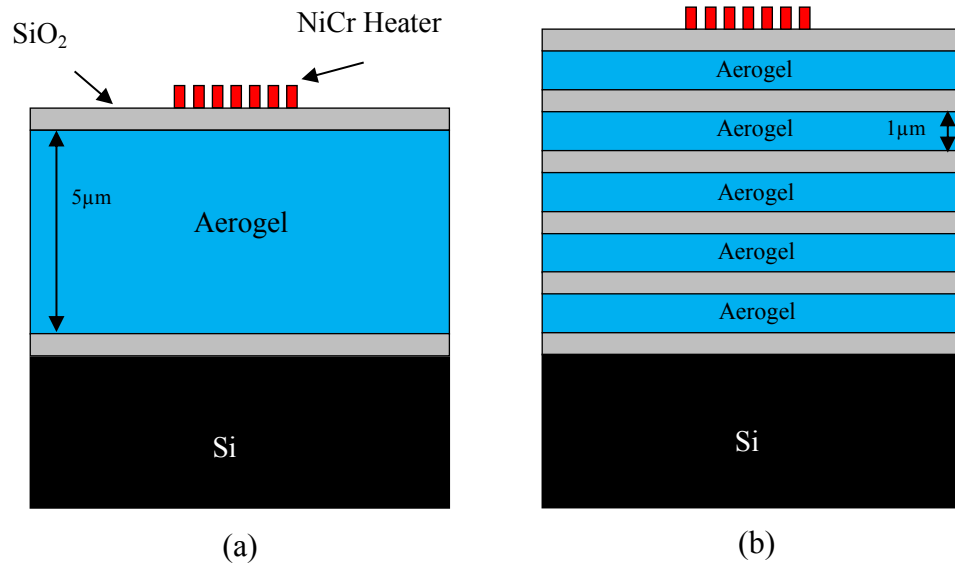 SiO₂
NiCr Heater
5µm
Aerogel
Si
(a)
Aerogel
Aerogel
1µm
Aerogel
Aerogel
Aerogel
Si
(b)